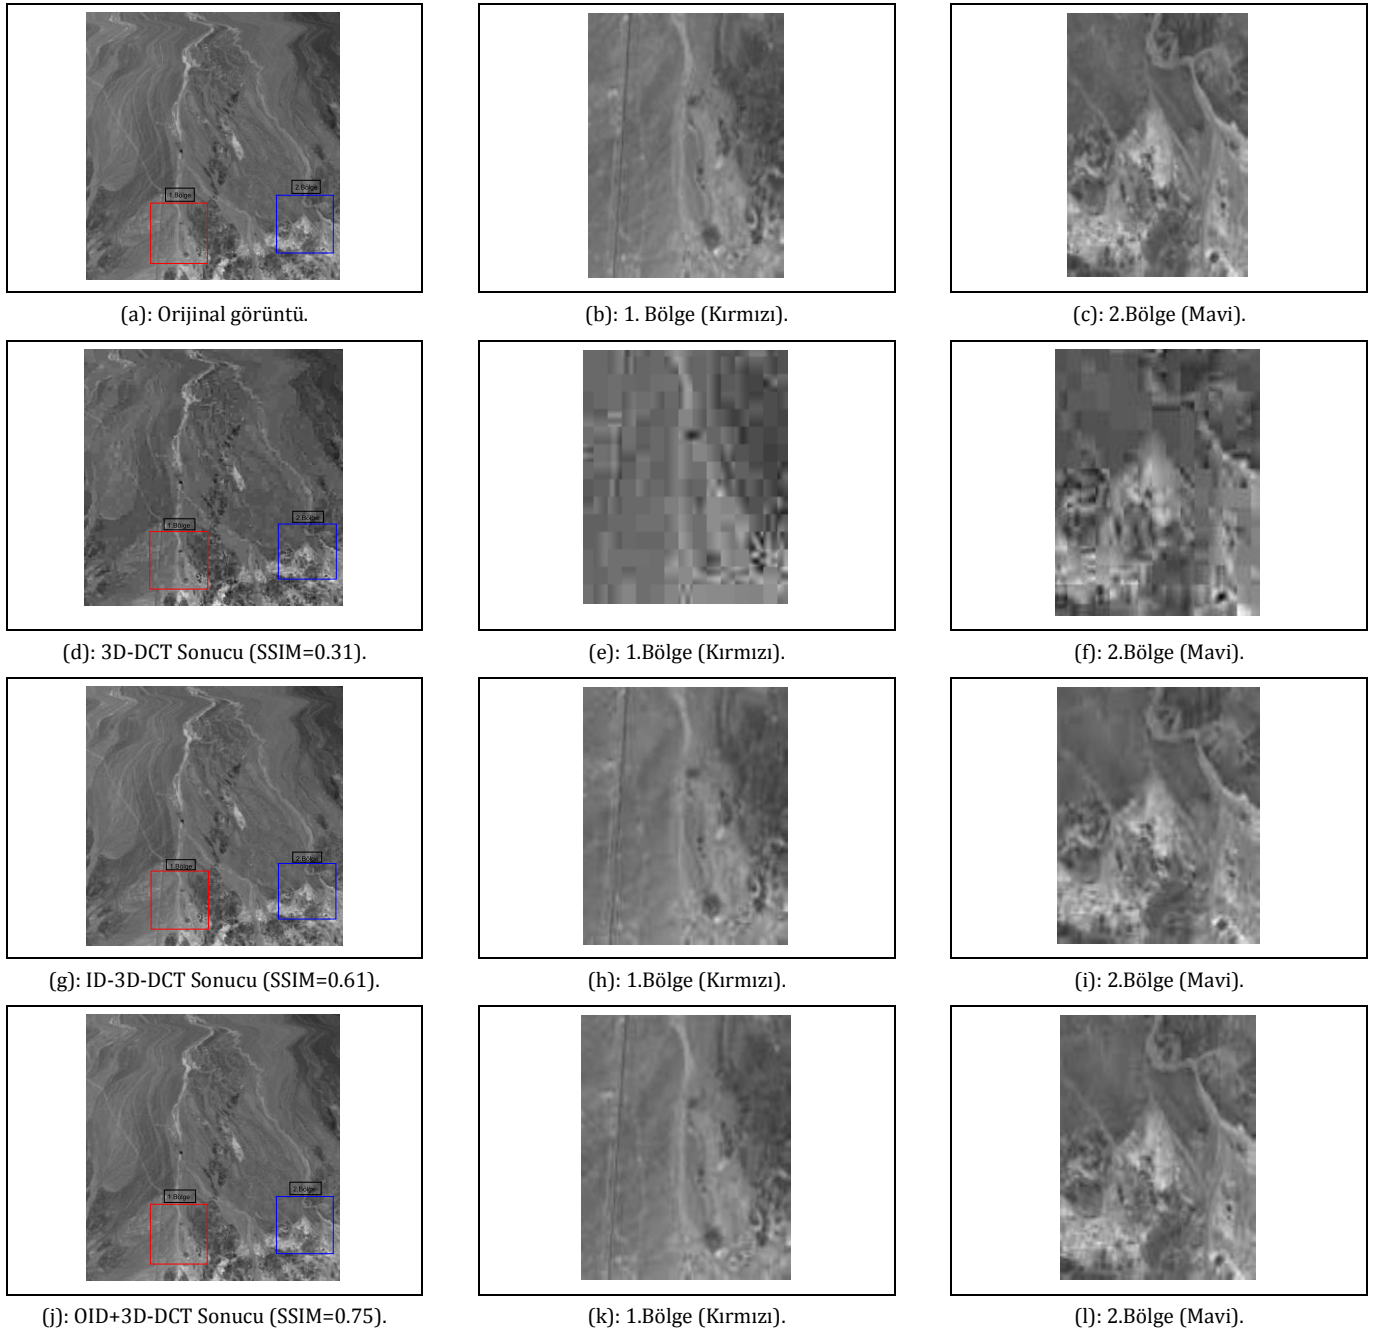 1.Bölge
2.Bölge
(a): Orijinal görüntü.
(b): 1. Bölge (Kırmızı).
(c): 2.Bölge (Mavi).
1.Bölge
2.Bölge
(d): 3D-DCT Sonucu (SSIM=0.31).
(e): 1.Bölge (Kırmızı).
(f): 2.Bölge (Mavi).
1.Bölge
2.Bölge
(g): ID-3D-DCT Sonucu (SSIM=0.61).
(h): 1.Bölge (Kırmızı).
(i): 2.Bölge (Mavi).
1.Bölge
2.Bölge
(j): OID+3D-DCT Sonucu (SSIM=0.75).
(k): 1.Bölge (Kırmızı).
(l): 2.Bölge (Mavi).